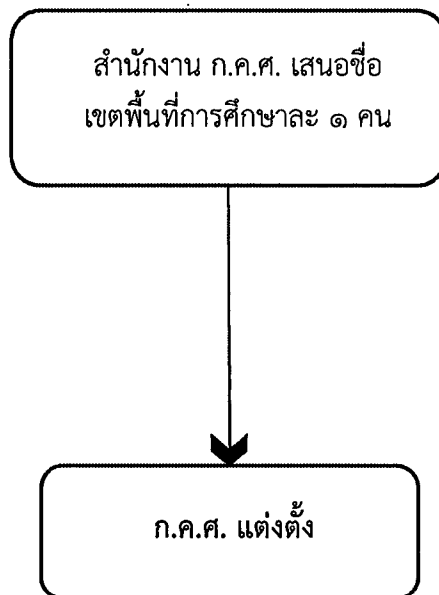 สำนักงาน ก.ค.ศ. เสนอชื่อ
เขตพื้นที่การศึกษาละ ๑ คน
ก.ค.ศ. แต่งตั้ง